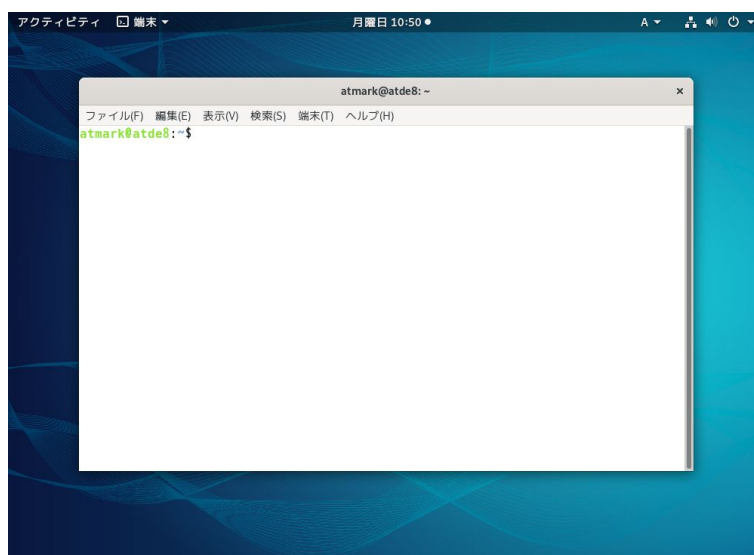 アクティビティ 端末 月曜日 10:50 A
atmark@atde8: ~ ×
ファイル(F) 編集(E) 表示(V) 検索(S) 端末(T) ヘルプ(H)
atmark@atde8:~$